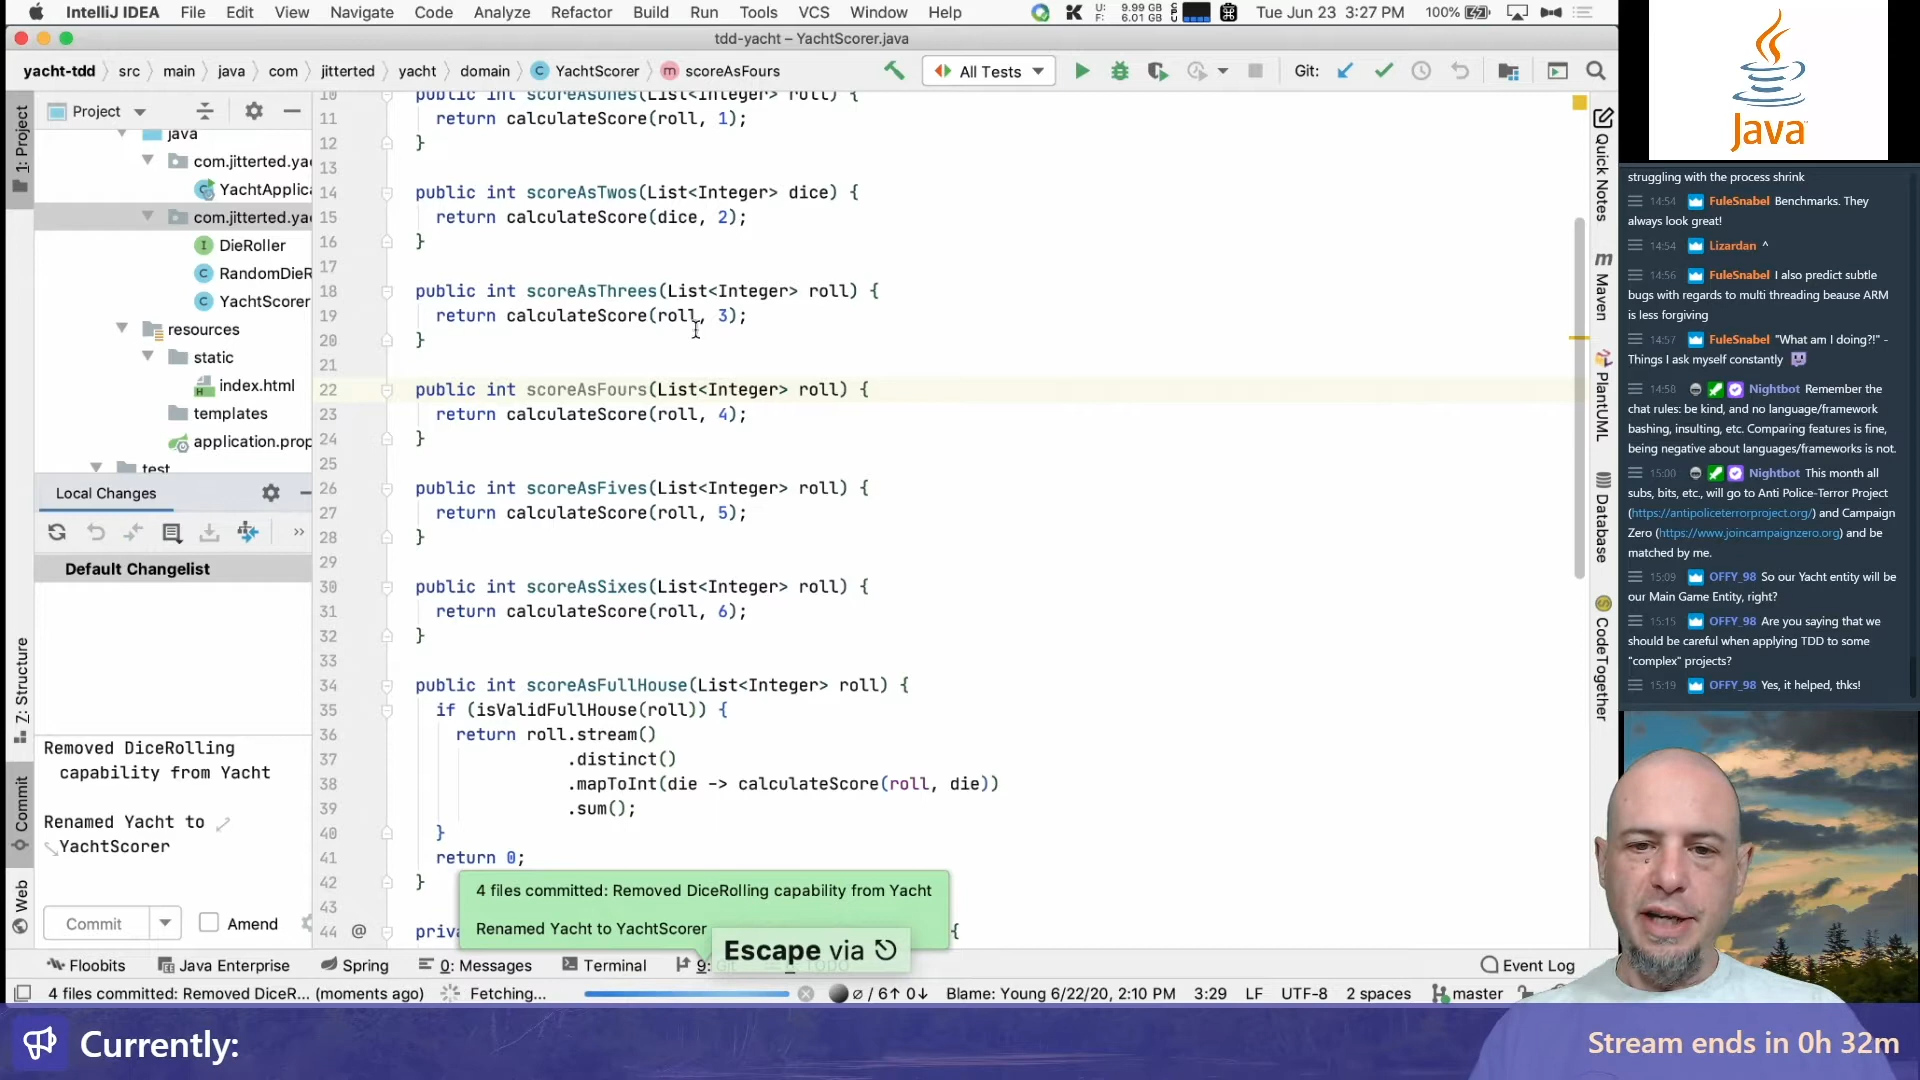 IntelliJ IDEA File Edit View Navigate Code Analyze Refactor Build Run Tools VCS Window Help
U: 9.99 GB
F: 6.01 GB
Tue Jun 23 3:27 PM 100%
tdd-yacht – YachtScorer.java
yacht-tdd src main java com jitterted yacht domain C YachtScorer m scoreAsFours
All Tests
Git:
1: Project
Z: Structure
Commit
Web
Project
java
com.jitterted.ya
YachtApplic
com.jitterted.ya
I DieRoller
C RandomDieR
C YachtScorer
resources
static
index.html
templates
application.prop
test
Local Changes
Default Changelist
Removed DiceRolling
capability from Yacht
Renamed Yacht to
YachtScorer
Commit Amend
10 public int scoreAsOnes(List<Integer> roll) {
11 return calculateScore(roll, 1);
12 }
13
14 public int scoreAsTwos(List<Integer> dice) {
15 return calculateScore(dice, 2);
16 }
17
18 public int scoreAsThrees(List<Integer> roll) {
19 return calculateScore(roll, 3);
20 }
21
22 public int scoreAsFours(List<Integer> roll) {
23 return calculateScore(roll, 4);
24 }
25
26 public int scoreAsFives(List<Integer> roll) {
27 return calculateScore(roll, 5);
28 }
29
30 public int scoreAsSixes(List<Integer> roll) {
31 return calculateScore(roll, 6);
32 }
33
34 public int scoreAsFullHouse(List<Integer> roll) {
35 if (isValidFullHouse(roll)) {
36 return roll.stream()
37 .distinct()
38 .mapToInt(die -> calculateScore(roll, die))
39 .sum();
40 }
41 return 0;
42 }
43
44 @ priv {
4 files committed: Removed DiceRolling capability from Yacht
Renamed Yacht to YachtScorer
Escape via
Quick Notes
m Maven
PlantUML
Database
CodeTogether
Floobits Java Enterprise Spring 0: Messages Terminal 9: Event Log
4 files committed: Removed DiceR... (moments ago) Fetching... ∅ / 6↑ 0↓ Blame: Young 6/22/20, 2:10 PM 3:29 LF UTF-8 2 spaces master
Java
struggling with the process shrink
14:54 FuleSnabel Benchmarks. They
always look great!
14:54 Lizardan ^
14:56 FuleSnabel I also predict subtle
bugs with regards to multi threading beause ARM
is less forgiving
14:57 FuleSnabel "What am I doing?!" -
Things I ask myself constantly
14:58 Nightbot Remember the
chat rules: be kind, and no language/framework
bashing, insulting, etc. Comparing features is fine,
being negative about languages/frameworks is not.
15:00 Nightbot This month all
subs, bits, etc., will go to Anti Police-Terror Project
(https://antipoliceterrorproject.org/) and Campaign
Zero (https://www.joincampaignzero.org) and be
matched by me.
15:09 OFFY_98 So our Yacht entity will be
our Main Game Entity, right?
15:15 OFFY_98 Are you saying that we
should be careful when applying TDD to some
"complex" projects?
15:19 OFFY_98 Yes, it helped, thks!
Currently:
Stream ends in 0h 32m